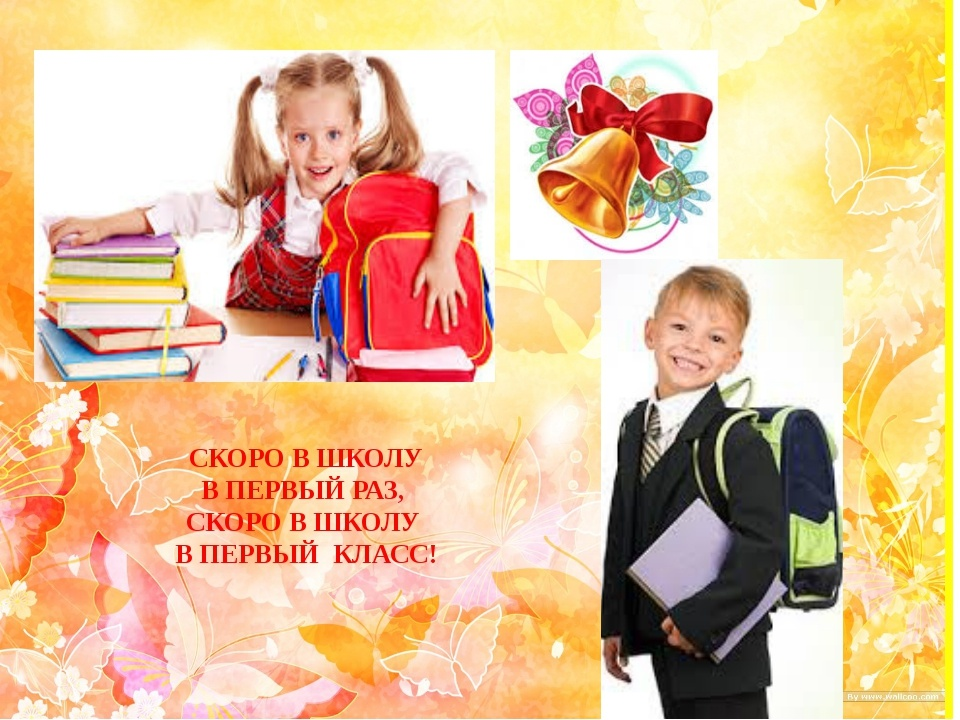 СКОРО В ШКОЛУ
В ПЕРВЫЙ РАЗ,
СКОРО В ШКОЛУ
В ПЕРВЫЙ КЛАСС!
By www.wallcoo.com